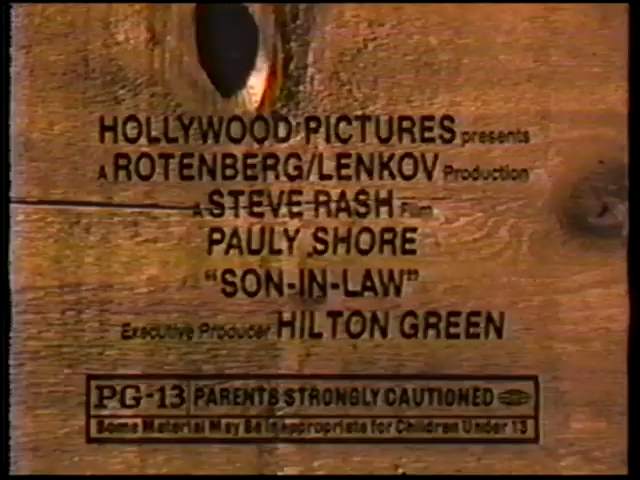 HOLLYWOOD PICTURES presents
A ROTENBERG/LENKOV Production
A STEVE RASH Film
PAULY SHORE
"SON-IN-LAW"
Executive Producer HILTON GREEN
PG-13 PARENTS STRONGLY CAUTIONED
Some Material May Be Inappropriate for Children Under 13